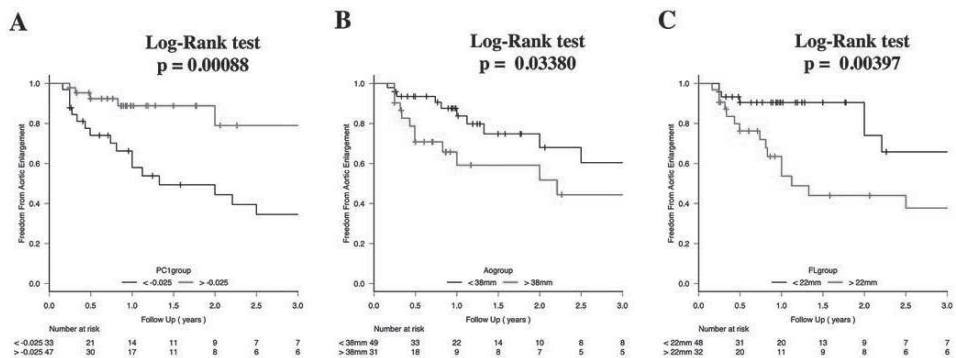 A
Log-Rank test
p = 0.00088
Freedom From Aortic Enlargement
1.0
0.8
0.6
0.4
0.2
0.0
PC1group
< -0.025 > -0.025
0.0 0.5 1.0 1.5 2.0 2.5 3.0
Follow Up ( years )
Number at risk
< -0.025 33 21 14 11 9 7 7
> -0.025 47 30 17 11 8 6 6
B
Log-Rank test
p = 0.03380
Freedom From Aortic Enlargement
1.0
0.8
0.6
0.4
0.2
0.0
Aogroup
< 38mm > 38mm
0.0 0.5 1.0 1.5 2.0 2.5 3.0
Follow Up ( years )
Number at risk
< 38mm 49 33 22 14 10 8 8
> 38mm 31 18 9 8 7 5 5
C
Log-Rank test
p = 0.00397
Freedom From Aortic Enlargement
1.0
0.8
0.6
0.4
0.2
0.0
FLgroup
< 22mm > 22mm
0.0 0.5 1.0 1.5 2.0 2.5 3.0
Follow Up ( years )
Number at risk
< 22mm 48 31 20 13 9 7 7
> 22mm 32 20 11 9 8 6 6